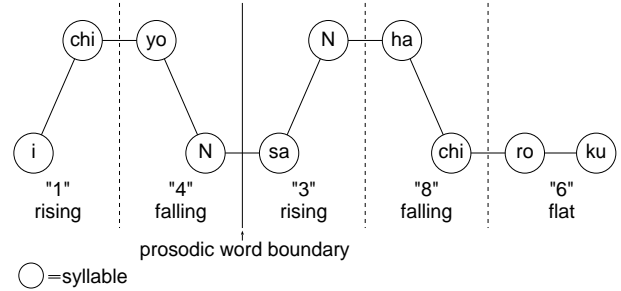 chi yo N ha
i N sa chi ro ku
"1" "4" "3" "8" "6"
rising falling rising falling flat
prosodic word boundary
=syllable